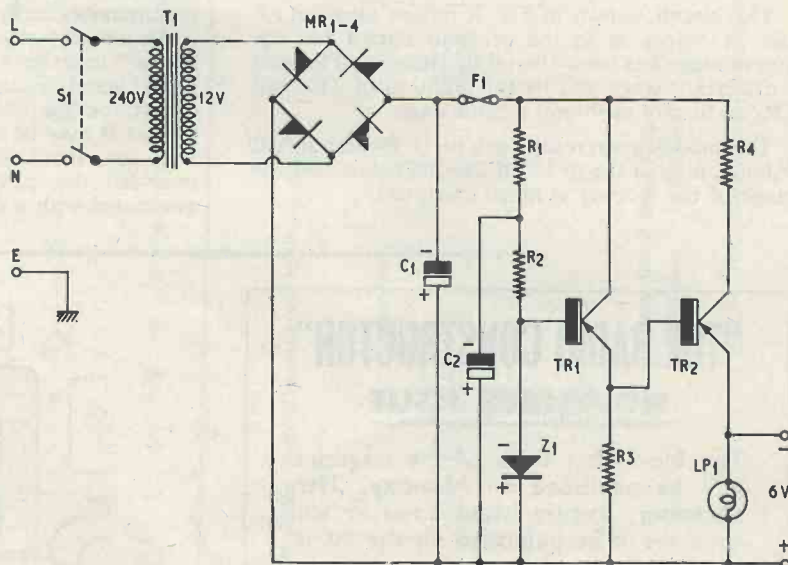 L
S1
N
E
T1
240V
12V
MR1-4
F1
C1
R1
R2
C2
Z1
TR1
R3
TR2
R4
LP1
6V
-
+
-
+
-
+
-
+